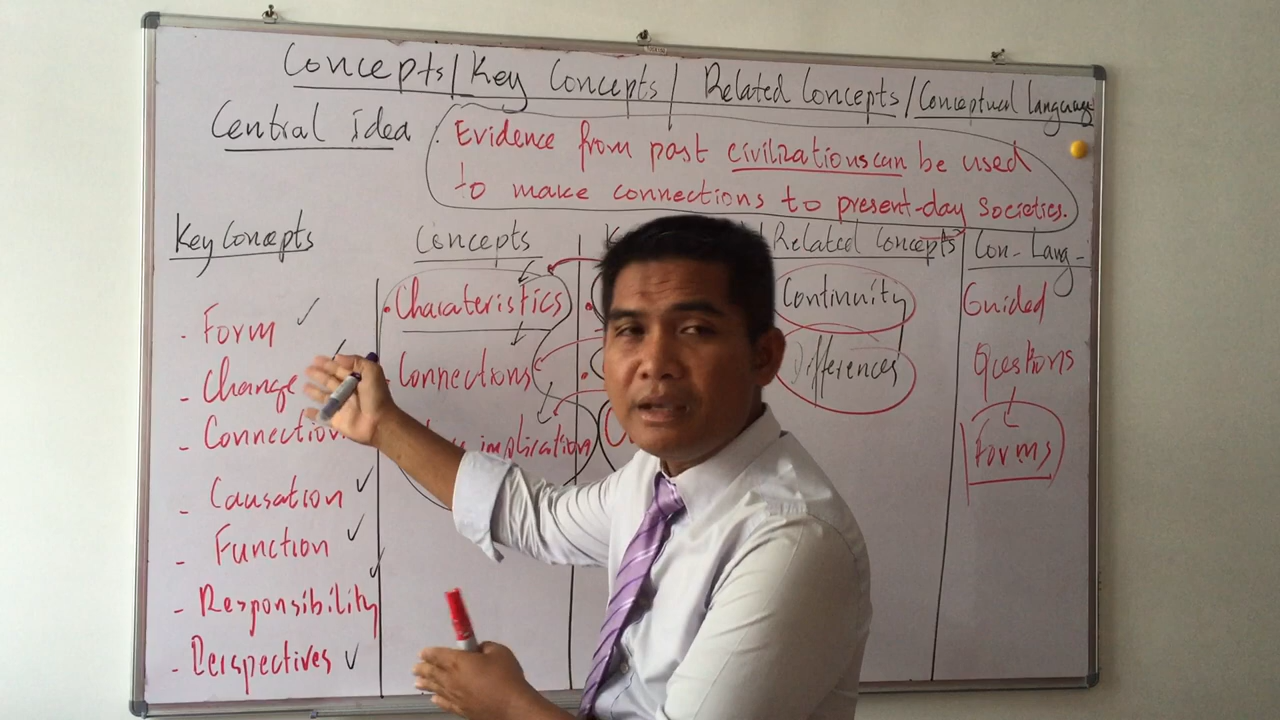 Concepts/Key Concepts/Related Concepts/Conceptual language
Central idea
Evidence from past civilizations can be used
to make connections to present-day Societies.
Key Concepts
- Form ✓
- Change
- Connection
- Causation ✓
- Function ✓
- Responsibility ✓
- Perspectives ✓
Concepts
• Charateristics
- Connections
implication
Related Concepts
Continuity
Differences
Con-Lang-
Guided
Questions
Forms